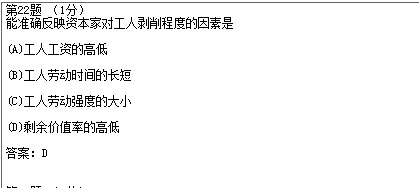 第22题 (1分)
能准确反映资本家对工人剥削程度的因素是
(A)工人工资的高低
(B)工人劳动时间的长短
(C)工人劳动强度的大小
(D)剩余价值率的高低
答案：D